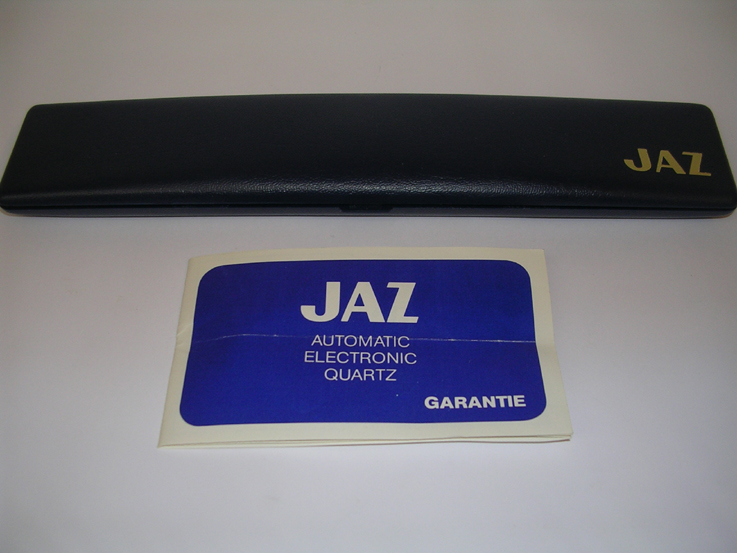 JAZ
JAZ
AUTOMATIC
ELECTRONIC
QUARTZ
GARANTIE